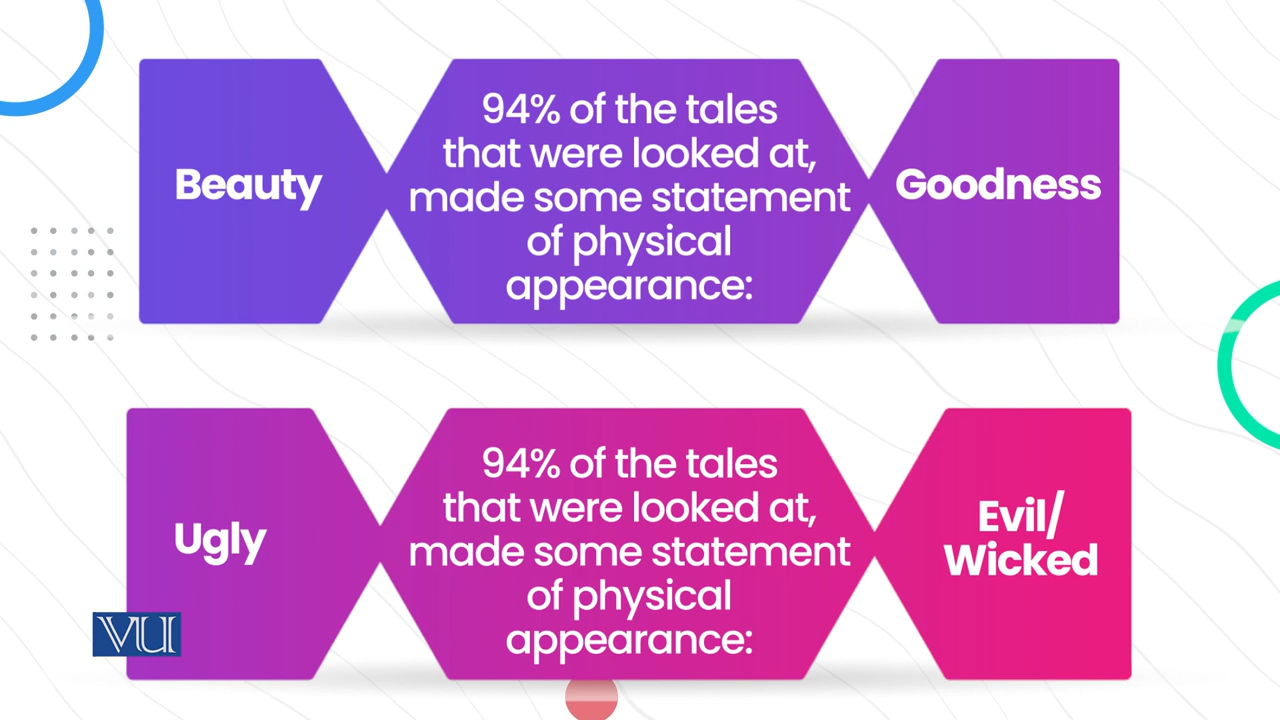 Beauty
94% of the tales
that were looked at,
made some statement
of physical
appearance:
Goodness
Ugly
94% of the tales
that were looked at,
made some statement
of physical
appearance:
Evil/
Wicked
VU